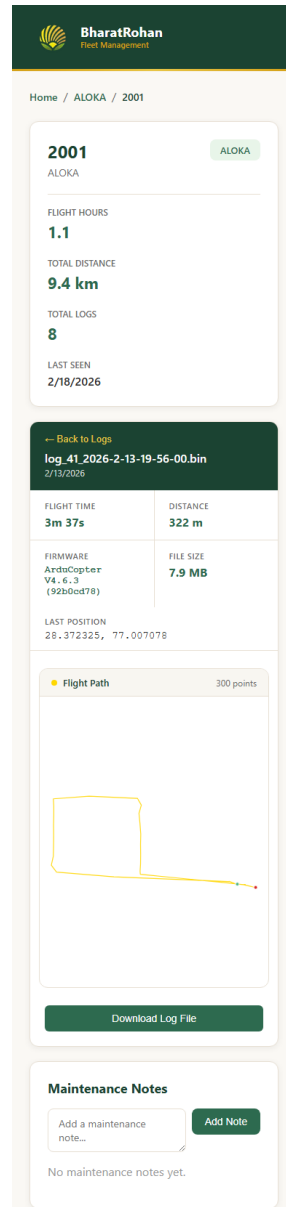 BharatRohan
Fleet Management
Home / ALOKA / 2001
2001
ALOKA
ALOKA
FLIGHT HOURS
1.1
TOTAL DISTANCE
9.4 km
TOTAL LOGS
8
LAST SEEN
2/18/2026
← Back to Logs
log_41_2026-2-13-19-56-00.bin
2/13/2026
FLIGHT TIME
3m 37s
DISTANCE
322 m
FIRMWARE
ArduCopter
V4.6.3
(92b0cd78)
FILE SIZE
7.9 MB
LAST POSITION
28.372325, 77.007078
Flight Path
300 points
Download Log File
Maintenance Notes
Add a maintenance
note...
Add Note
No maintenance notes yet.